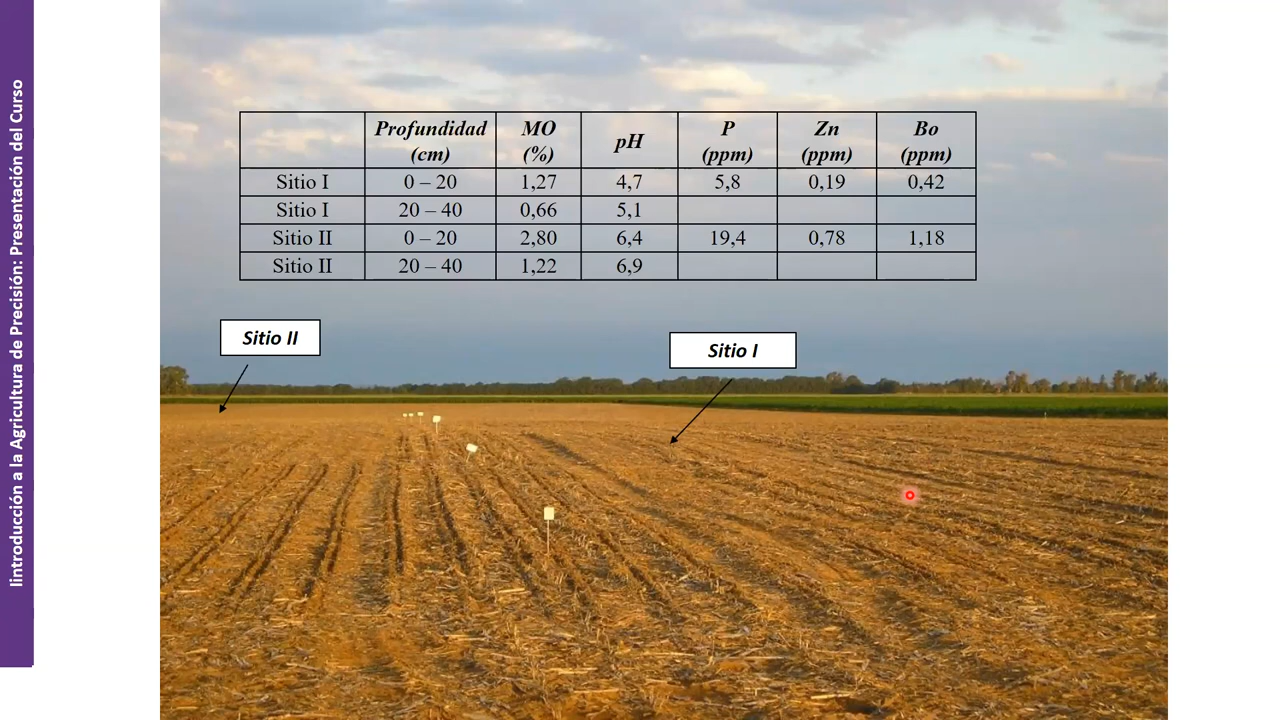 Iintroducción a la Agricultura de Precisión: Presentación del Curso
Profundidad (cm) MO (%) pH P (ppm) Zn (ppm) Bo (ppm)
Sitio I 0 – 20 1,27 4,7 5,8 0,19 0,42
Sitio I 20 – 40 0,66 5,1
Sitio II 0 – 20 2,80 6,4 19,4 0,78 1,18
Sitio II 20 – 40 1,22 6,9
Sitio II
Sitio I